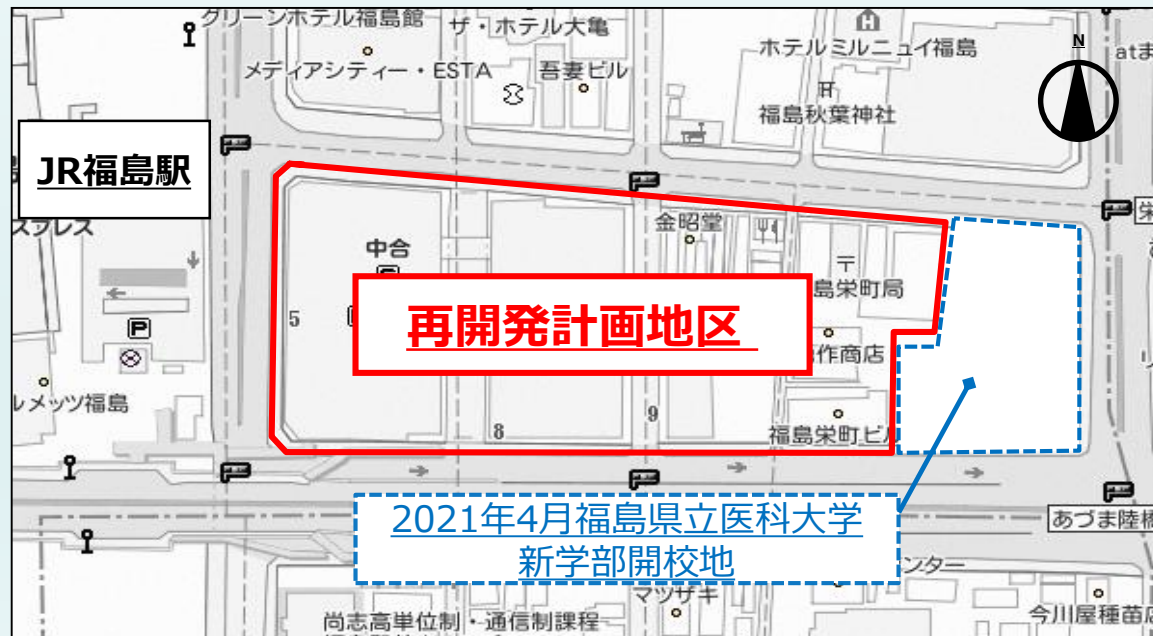 グリーンホテル福島館
ザ・ホテル大亀
メディアシティー・ESTA
吾妻ビル
ホテルミルニュイ福島
福島秋葉神社
N
JR福島駅
中合
金昭堂
島栄町局
5
再開発計画地区
作商店
P
メッツ福島
8
9
福島栄町ビル
2021年4月福島県立医科大学
新学部開校地
あづま陸橋
ンター
マツザキ
尚志高単位制・通信制課程
今川屋種苗店